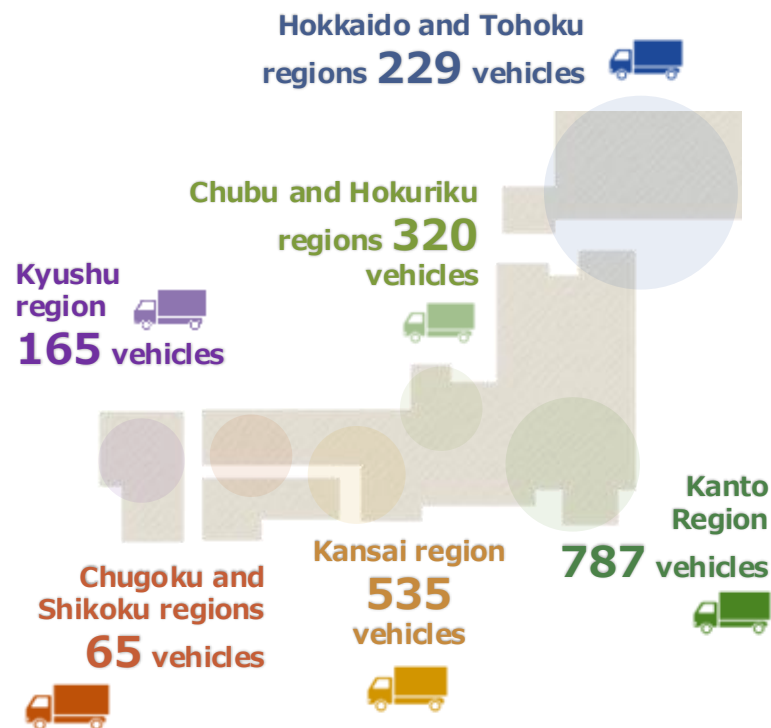 Hokkaido and Tohoku
regions 229 vehicles
Chubu and Hokuriku
regions 320
vehicles
Kyushu
region
165 vehicles
Kanto
Region
787 vehicles
Kansai region
535
vehicles
Chugoku and
Shikoku regions
65 vehicles